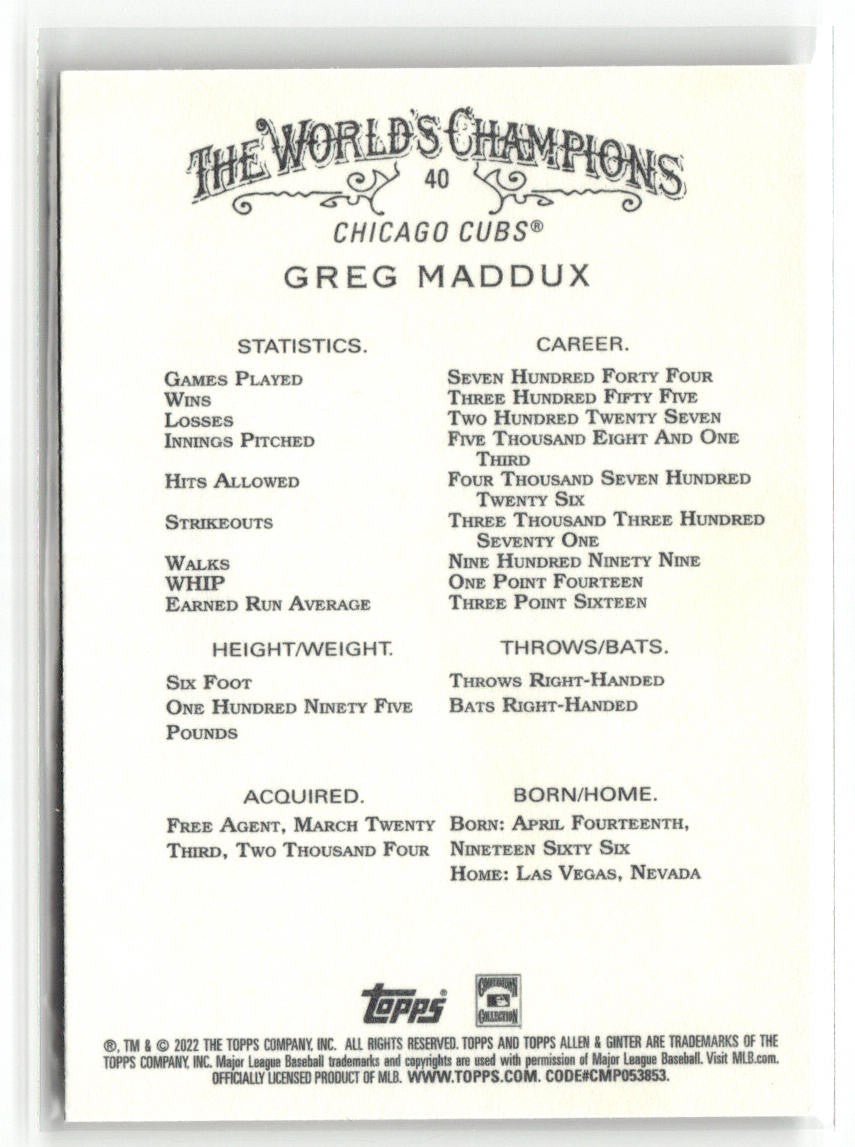 THE WORLD'S CHAMPIONS
40
CHICAGO CUBS®
GREG MADDUX
STATISTICS. CAREER.
GAMES PLAYED SEVEN HUNDRED FORTY FOUR
WINS THREE HUNDRED FIFTY FIVE
LOSSES TWO HUNDRED TWENTY SEVEN
INNINGS PITCHED FIVE THOUSAND EIGHT AND ONE
THIRD
HITS ALLOWED FOUR THOUSAND SEVEN HUNDRED
TWENTY SIX
STRIKEOUTS THREE THOUSAND THREE HUNDRED
SEVENTY ONE
WALKS NINE HUNDRED NINETY NINE
WHIP ONE POINT FOURTEEN
EARNED RUN AVERAGE THREE POINT SIXTEEN
HEIGHT/WEIGHT. THROWS/BATS.
SIX FOOT THROWS RIGHT-HANDED
ONE HUNDRED NINETY FIVE BATS RIGHT-HANDED
POUNDS
ACQUIRED. BORN/HOME.
FREE AGENT, MARCH TWENTY BORN: APRIL FOURTEENTH,
THIRD, TWO THOUSAND FOUR NINETEEN SIXTY SIX
HOME: LAS VEGAS, NEVADA
topps®
COOPERSTOWN
COLLECTION
®, TM & © 2022 THE TOPPS COMPANY, INC. ALL RIGHTS RESERVED. TOPPS AND TOPPS ALLEN & GINTER ARE TRADEMARKS OF THE
TOPPS COMPANY, INC. Major League Baseball trademarks and copyrights are used with permission of Major League Baseball. Visit MLB.com.
OFFICIALLY LICENSED PRODUCT OF MLB. WWW.TOPPS.COM. CODE#CMP053853.